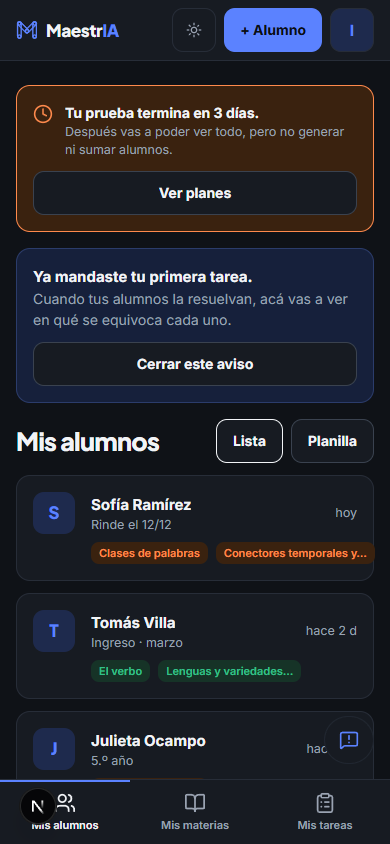 MaestrIA
+ Alumno
I
Tu prueba termina en 3 días.
Después vas a poder ver todo, pero no generar
ni sumar alumnos.
Ver planes
Ya mandaste tu primera tarea.
Cuando tus alumnos la resuelvan, acá vas a ver
en qué se equivoca cada uno.
Cerrar este aviso
Mis alumnos
Lista
Planilla
S
Sofía Ramírez
hoy
Rinde el 12/12
Clases de palabras
Conectores temporales y...
T
Tomás Villa
hace 2 d
Ingreso · marzo
El verbo
Lenguas y variedades...
J
Julieta Ocampo
5.º año
N
Mis alumnos
Mis materias
Mis tareas